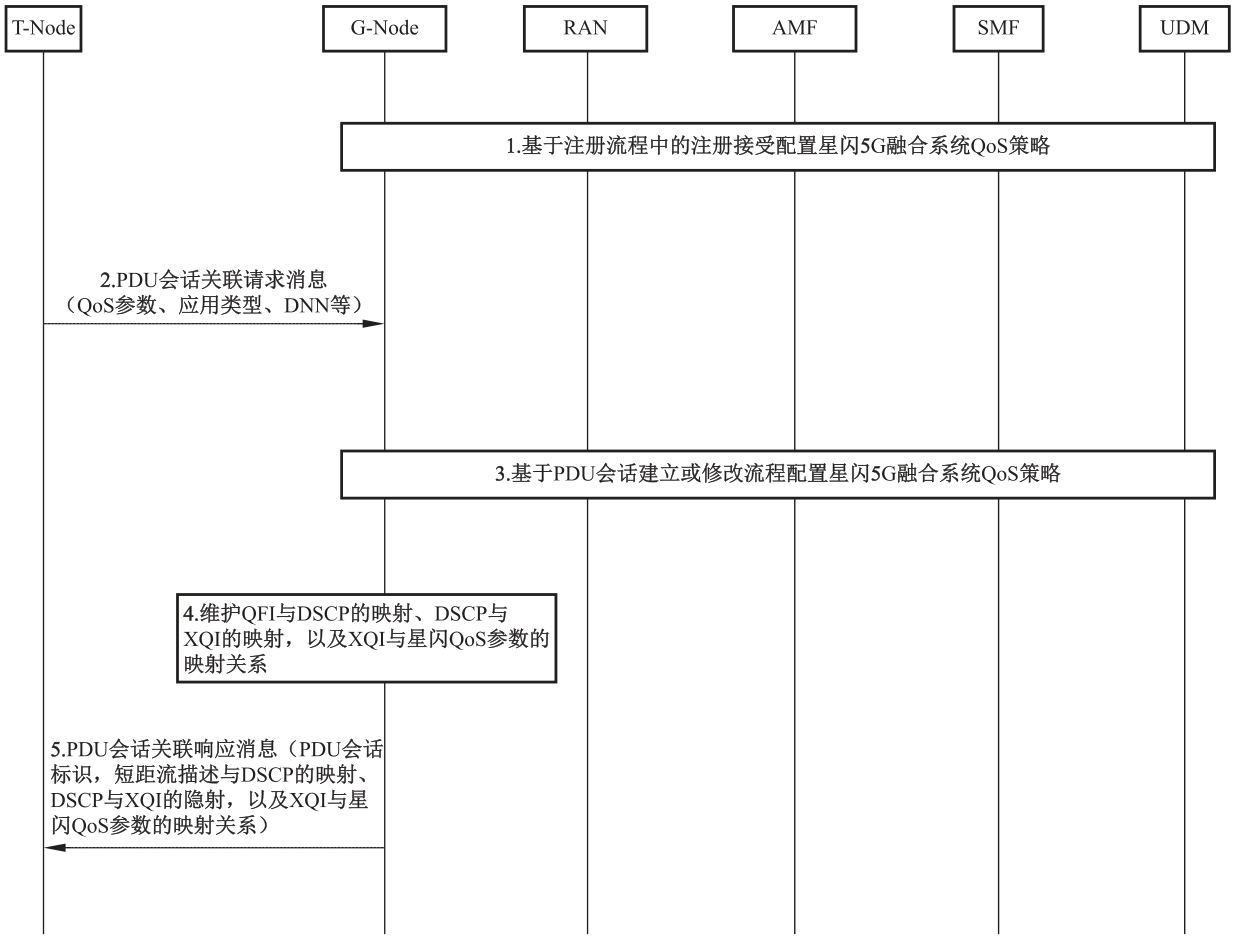 T-Node
G-Node
RAN
AMF
SMF
UDM
1.基于注册流程中的注册接受配置星闪5G融合系统QoS策略
2.PDU会话关联请求消息
（QoS参数、应用类型、DNN等）
3.基于PDU会话建立或修改流程配置星闪5G融合系统QoS策略
4.维护QFI与DSCP的映射、DSCP与
XQI的映射，以及XQI与星闪QoS参数的
映射关系
5.PDU会话关联响应消息（PDU会话
标识，短距流描述与DSCP的映射、
DSCP与XQI的隐射，以及XQI与星
闪QoS参数的映射关系）